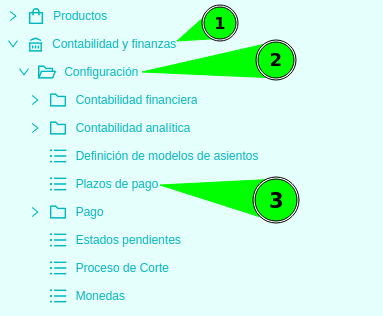 Productos
1
Contabilidad y finanzas
2
Configuración
Contabilidad financiera
Contabilidad analítica
Definición de modelos de asientos
Plazos de pago
3
Pago
Estados pendientes
Proceso de Corte
Monedas